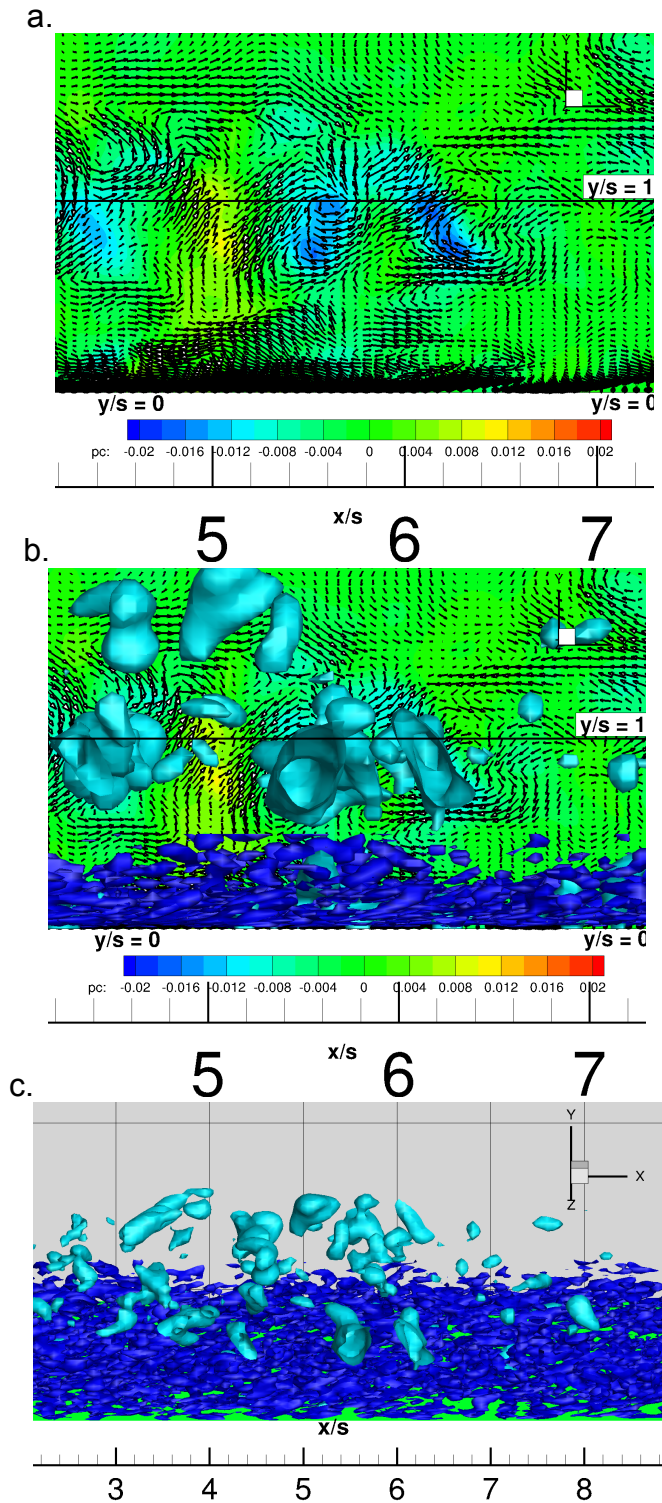 a.
Y
y/s = 1
y/s = 0 y/s = 0
pc: -0.02 -0.016 -0.012 -0.008 -0.004 0 0.004 0.008 0.012 0.016 0.02
x/s
5 6 7
b.
Y
y/s = 1
y/s = 0 y/s = 0
pc: -0.02 -0.016 -0.012 -0.008 -0.004 0 0.004 0.008 0.012 0.016 0.02
x/s
5 6 7
c.
Y
X
Z
x/s
3 4 5 6 7 8